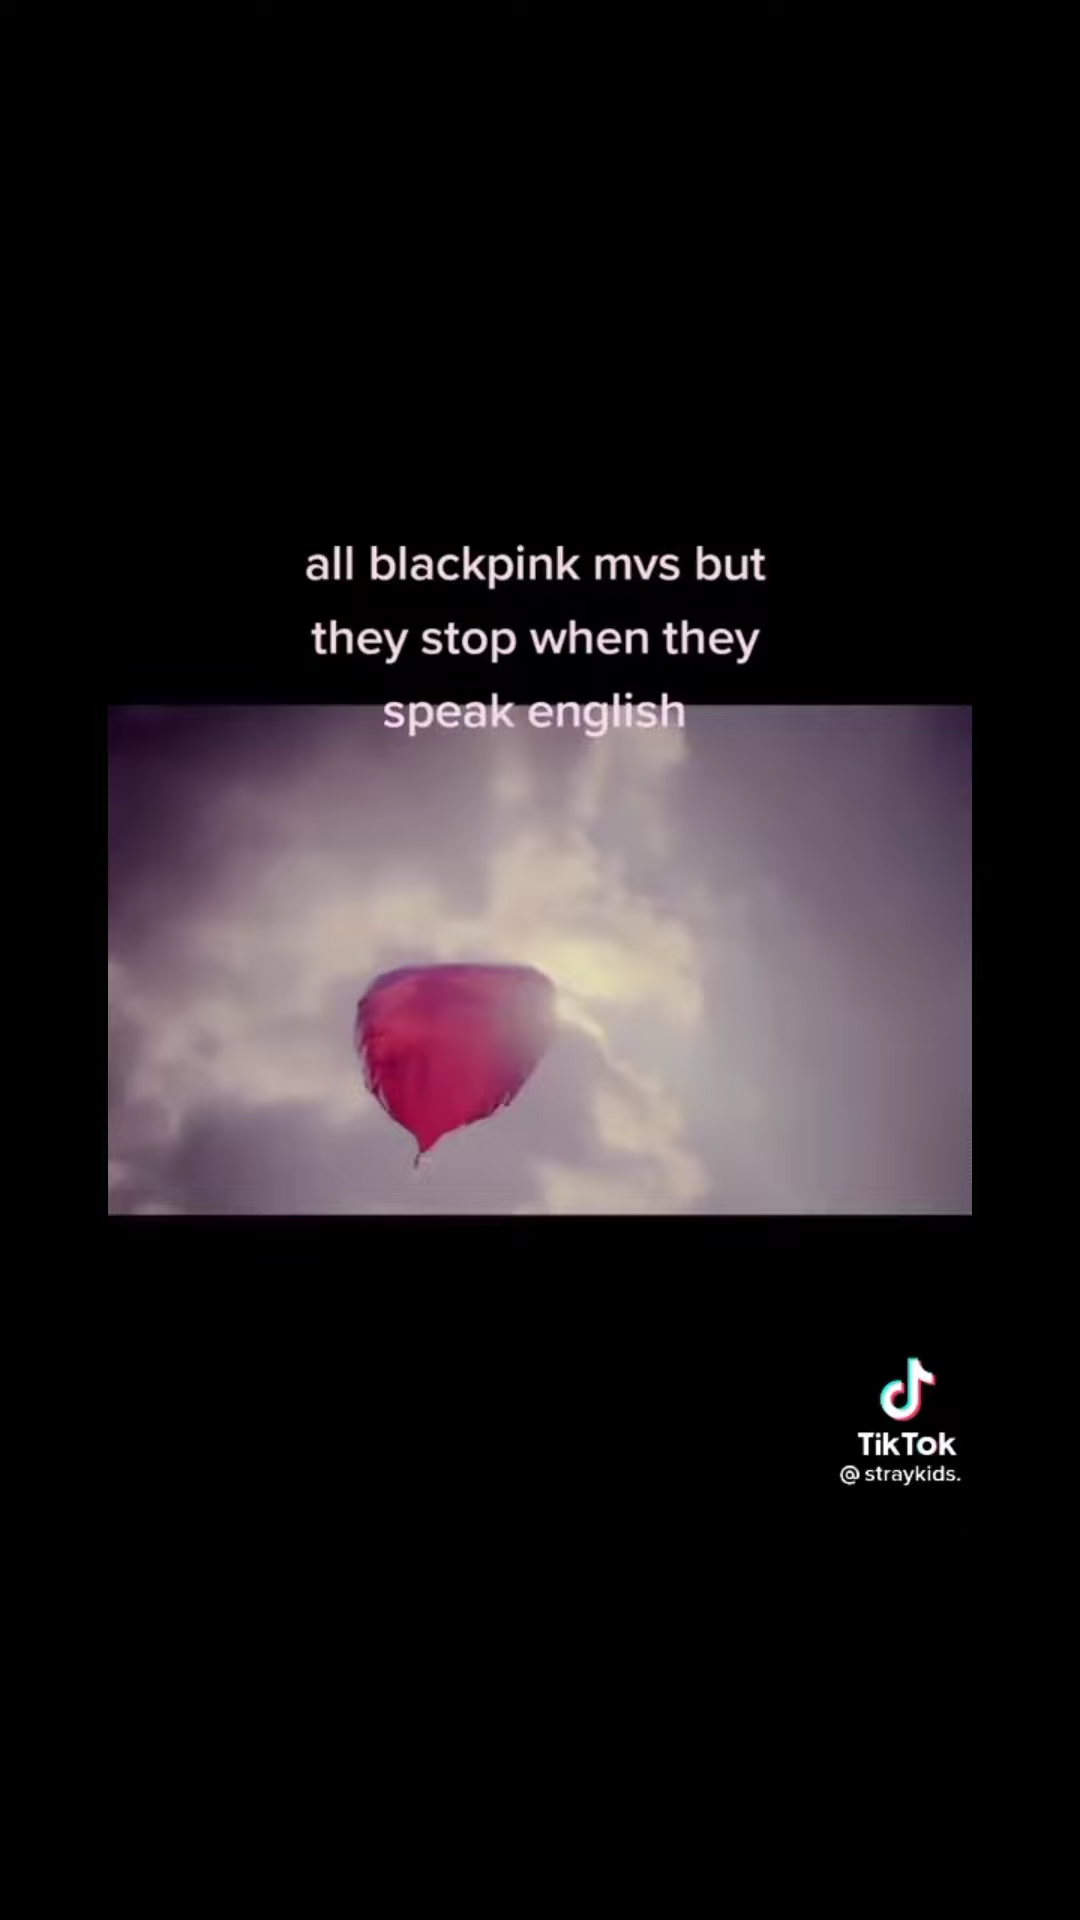 all blackpink mvs but
they stop when they
speak english
TikTok
@straykids.